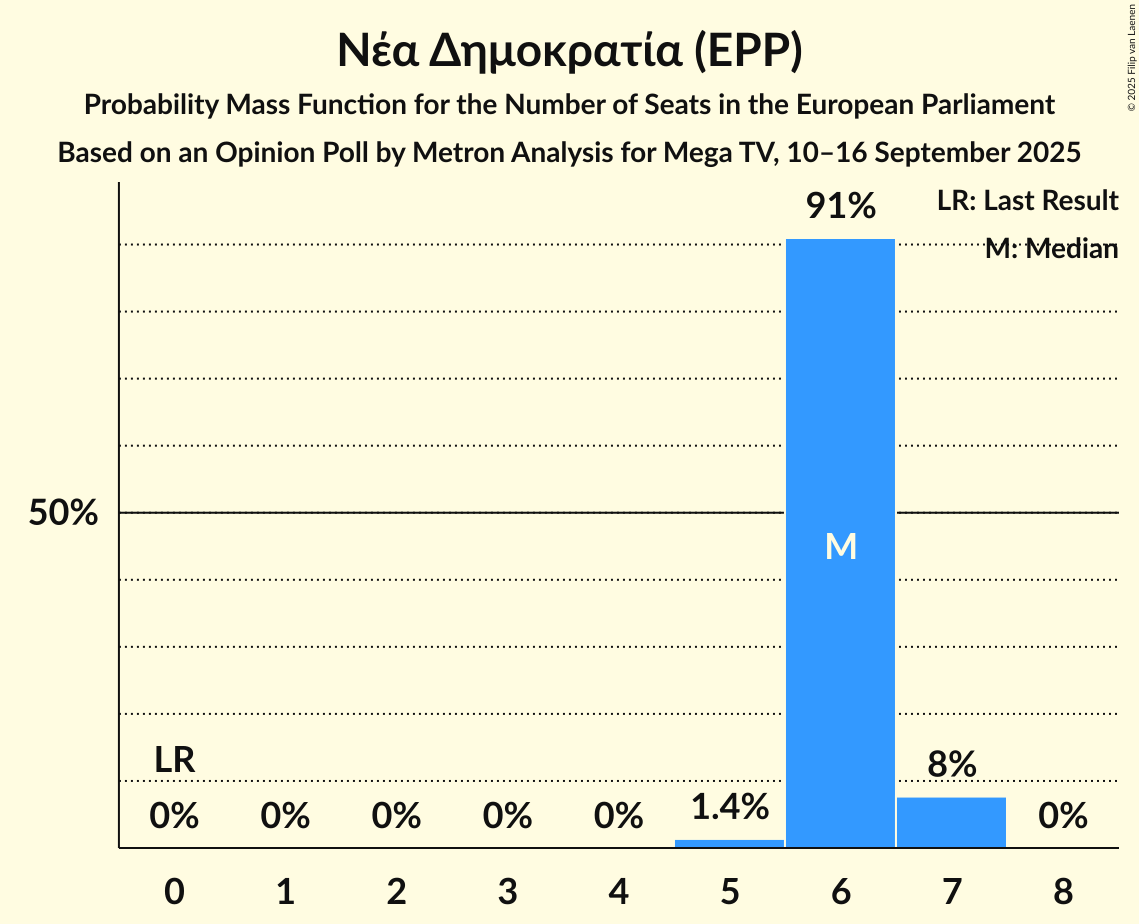 Νέα Δημοκρατία (EPP)
Probability Mass Function for the Number of Seats in the European Parliament
Based on an Opinion Poll by Metron Analysis for Mega TV, 10–16 September 2025
© 2025 Filip van Laenen
LR: Last Result
M: Median
91%
50%
M
LR
0% 0% 0% 0% 0% 1.4% 8% 0%
0 1 2 3 4 5 6 7 8